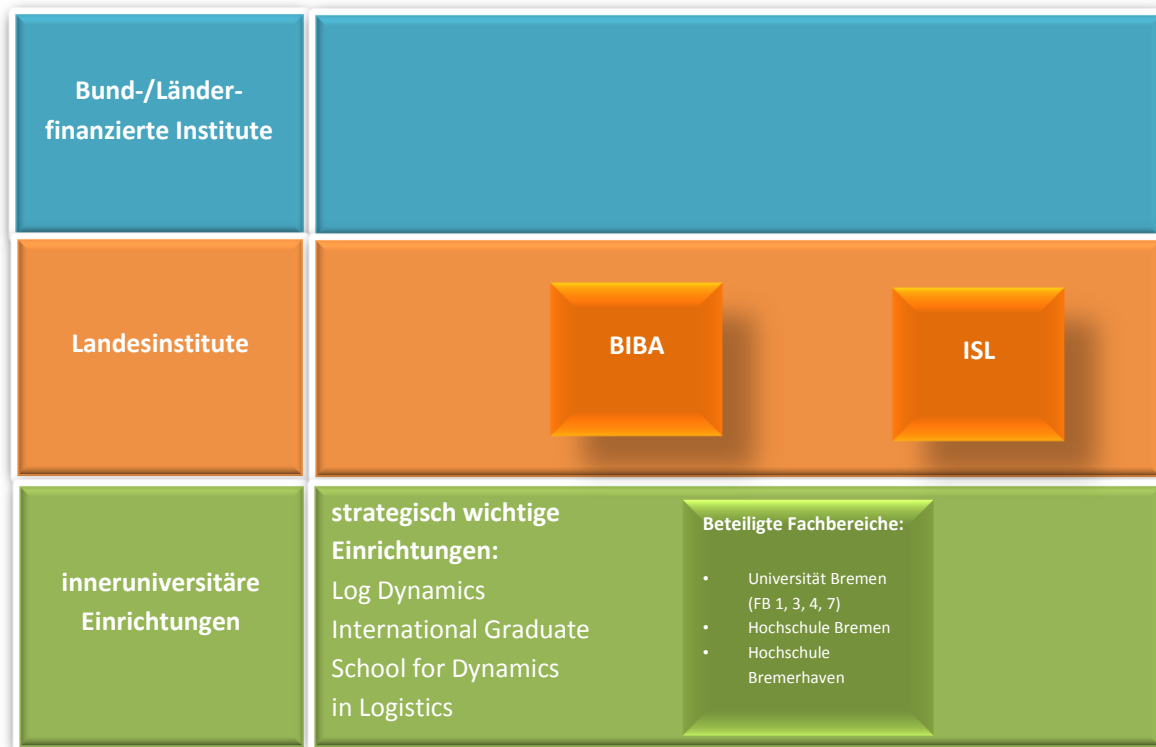 Bund-/Länder-
finanzierte Institute
Landesinstitute
BIBA
ISL
inneruniversitäre
Einrichtungen
strategisch wichtige
Einrichtungen:
Log Dynamics
International Graduate
School for Dynamics
in Logistics
Beteiligte Fachbereiche:
• Universität Bremen
(FB 1, 3, 4, 7)
• Hochschule Bremen
• Hochschule
Bremerhaven